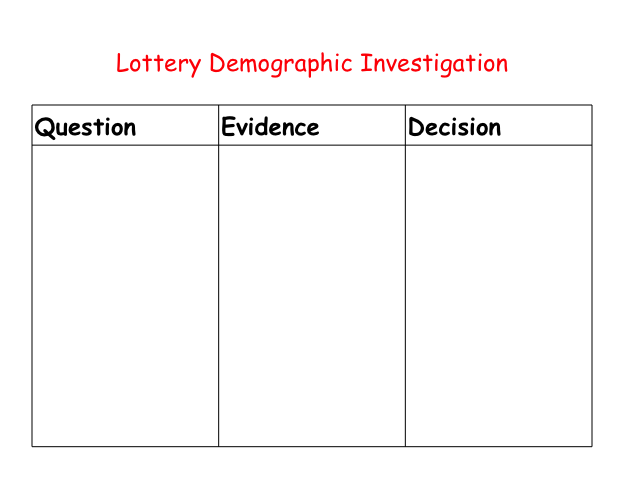 Lottery Demographic Investigation
Question Evidence Decision